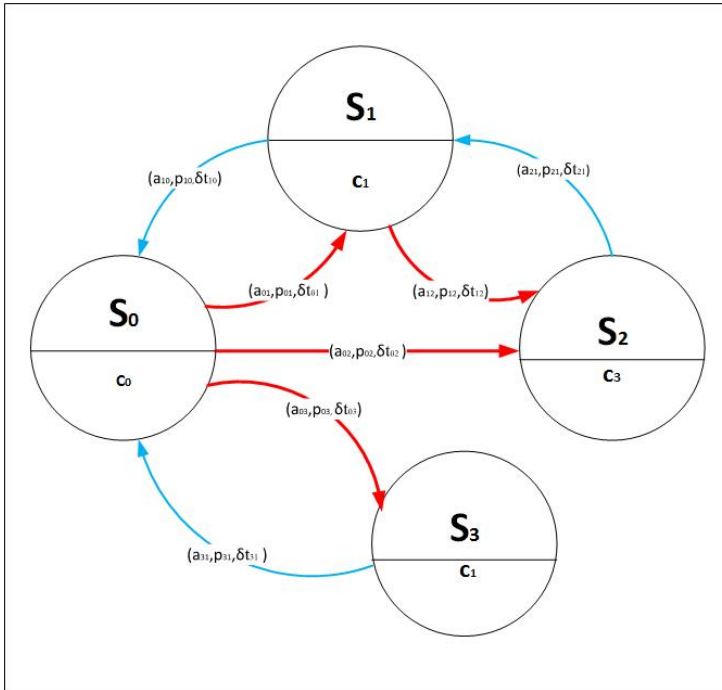 S₁
c₁
(a₁₀,p₁₀,δt₁₀)
(a₂₁,p₂₁,δt₂₁)
(a₀₁,p₀₁,δt₀₁ )
(a₁₂,p₁₂,δt₁₂)
S₀
c₀
(a₀₂,p₀₂,δt₀₂ )
S₂
c₃
(a₀₃,p₀₃,δt₀₃)
S₃
c₁
(a₃₁,p₃₁,δt₃₁ )